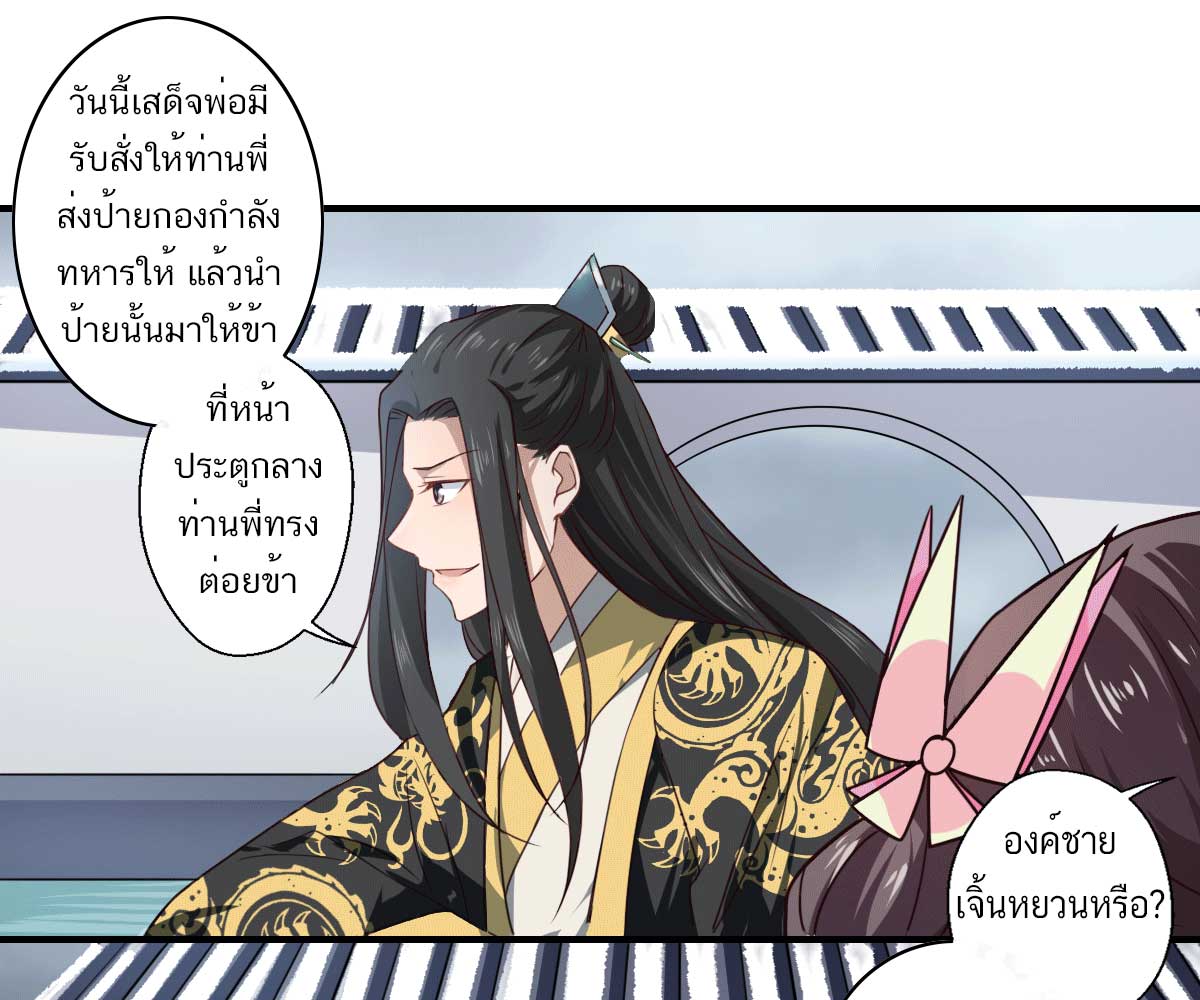 วันนี้เสด็จพ่อมี
รับสั่งให้ท่านพี่
ส่งป้ายกองกำลัง
ทหารให้ แล้วนำ
ป้ายนั้นมาให้ข้า
ที่หน้า
ประตูกลาง
ท่านพี่ทรง
ต่อยข้า
องค์ชาย
เจิ้นหยวนหรือ?